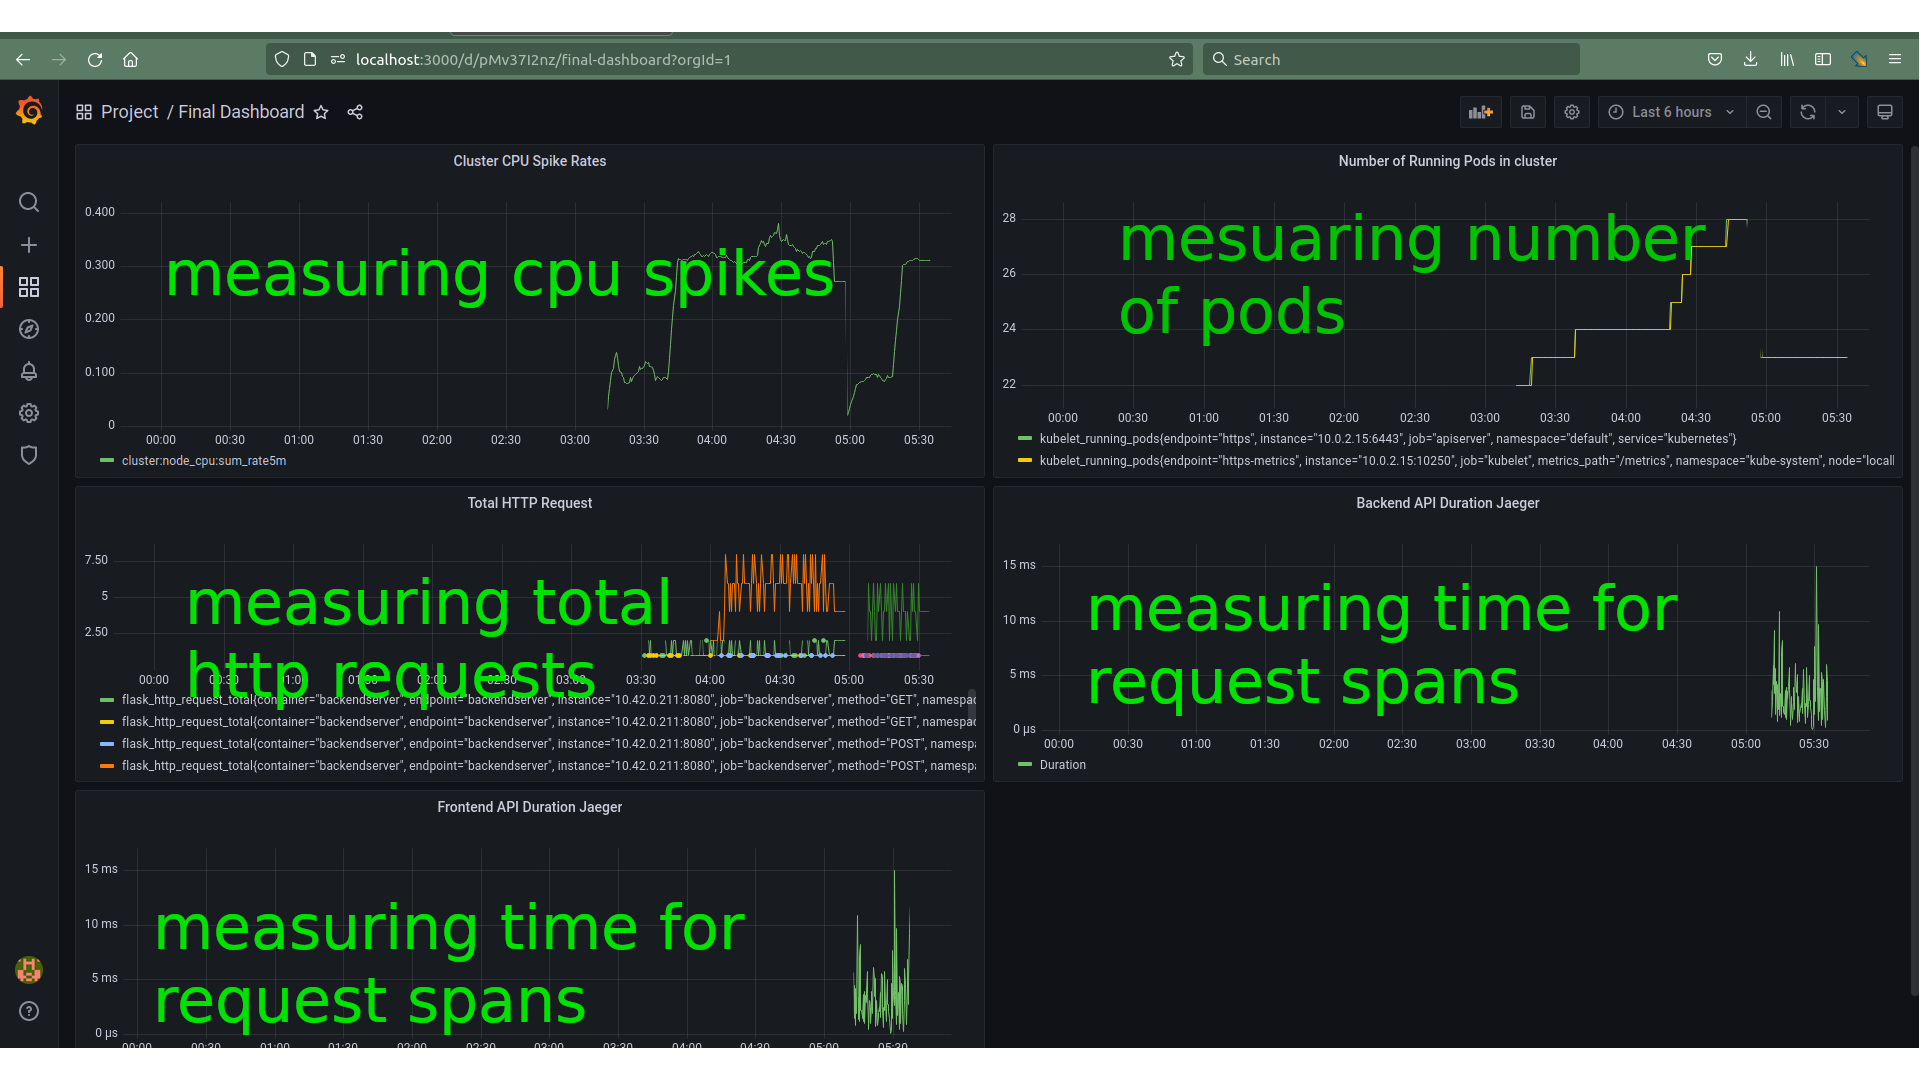 localhost:3000/d/pMv37I2nz/final-dashboard?orgId=1
Search
Project / Final Dashboard
Last 6 hours
Cluster CPU Spike Rates
0.400
0.300
0.200
0.100
0
00:00 00:30 01:00 01:30 02:00 02:30 03:00 03:30 04:00 04:30 05:00 05:30
cluster:node_cpu:sum_rate5m
measuring cpu spikes
Number of Running Pods in cluster
28
26
24
22
00:00 00:30 01:00 01:30 02:00 02:30 03:00 03:30 04:00 04:30 05:00 05:30
kubelet_running_pods{endpoint="https", instance="10.0.2.15:6443", job="apiserver", namespace="default", service="kubernetes"}
kubelet_running_pods{endpoint="https-metrics", instance="10.0.2.15:10250", job="kubelet", metrics_path="/metrics", namespace="kube-system", node="locall
mesuaring number
of pods
Total HTTP Request
7.50
5
2.50
00:00 00:30 01:00 01:30 02:00 02:30 03:00 03:30 04:00 04:30 05:00 05:30
flask_http_request_total{container="backendserver", endpoint="backendserver", instance="10.42.0.211:8080", job="backendserver", method="GET", namespac
flask_http_request_total{container="backendserver", endpoint="backendserver", instance="10.42.0.211:8080", job="backendserver", method="GET", namespac
flask_http_request_total{container="backendserver", endpoint="backendserver", instance="10.42.0.211:8080", job="backendserver", method="POST", namespa
flask_http_request_total{container="backendserver", endpoint="backendserver", instance="10.42.0.211:8080", job="backendserver", method="POST", namespa
measuring total
http requests
Backend API Duration Jaeger
15 ms
10 ms
5 ms
0 µs
00:00 00:30 01:00 01:30 02:00 02:30 03:00 03:30 04:00 04:30 05:00 05:30
Duration
measuring time for
request spans
Frontend API Duration Jaeger
15 ms
10 ms
5 ms
0 µs
00:00 00:30 01:00 01:30 02:00 02:30 03:00 03:30 04:00 04:30 05:00 05:30
measuring time for
request spans